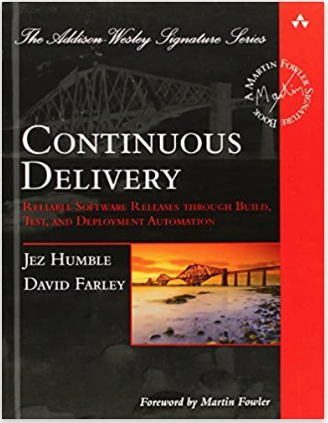 The Addison Wesley Signature Series
A MARTIN FOWLER SIGNATURE BOOK
Martin
CONTINUOUS
DELIVERY
RELIABLE SOFTWARE RELEASES THROUGH BUILD,
TEST, AND DEPLOYMENT AUTOMATION
JEZ HUMBLE
DAVID FARLEY
Foreword by Martin Fowler